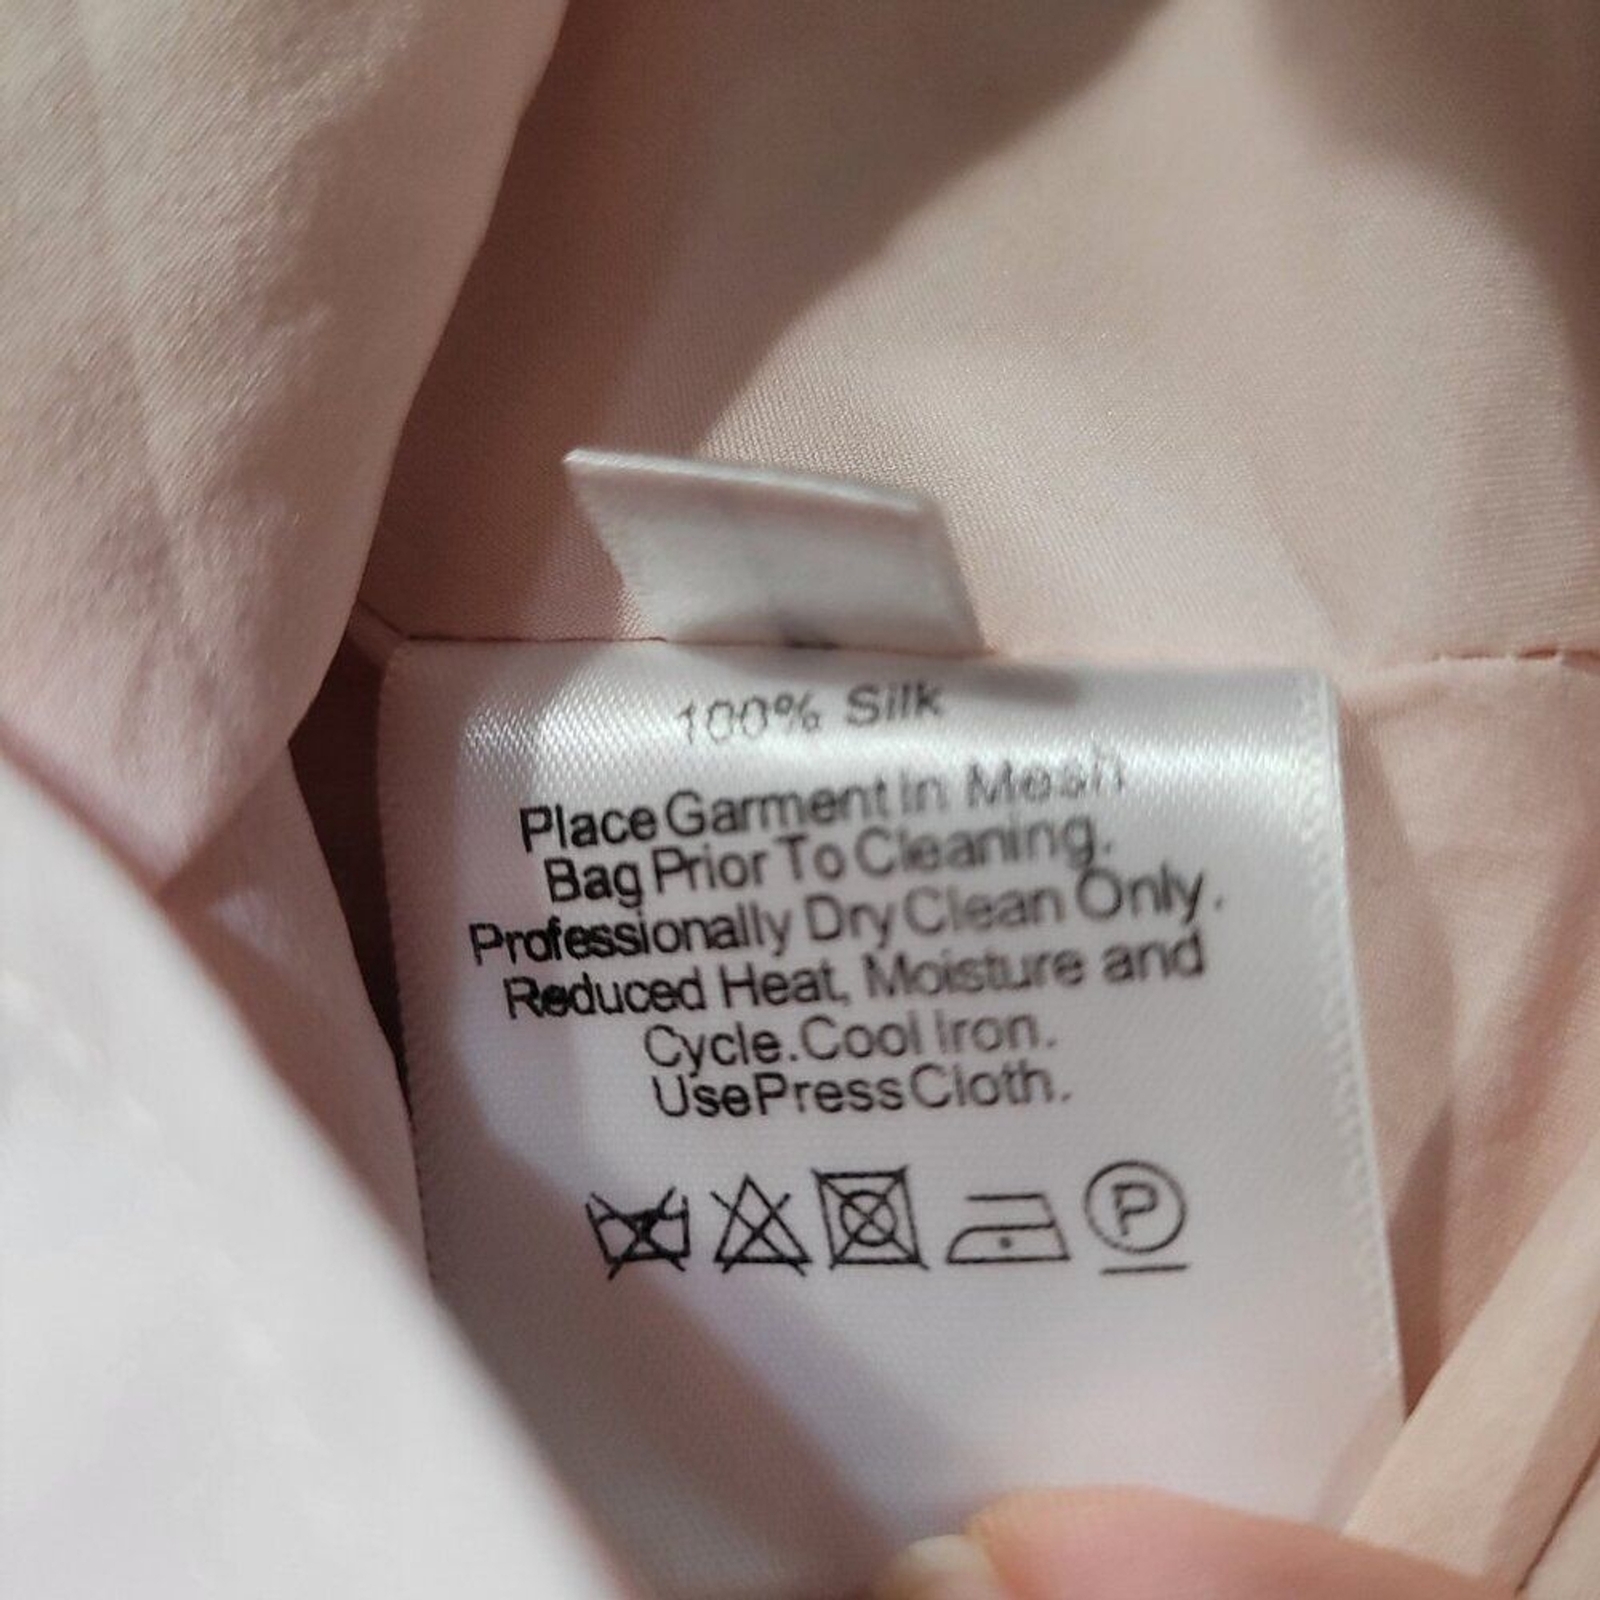 100% Silk
Place Garment In Mesh
Bag Prior To Cleaning.
Professionally Dry Clean Only.
Reduced Heat, Moisture and
Cycle. Cool Iron.
Use Press Cloth.
P